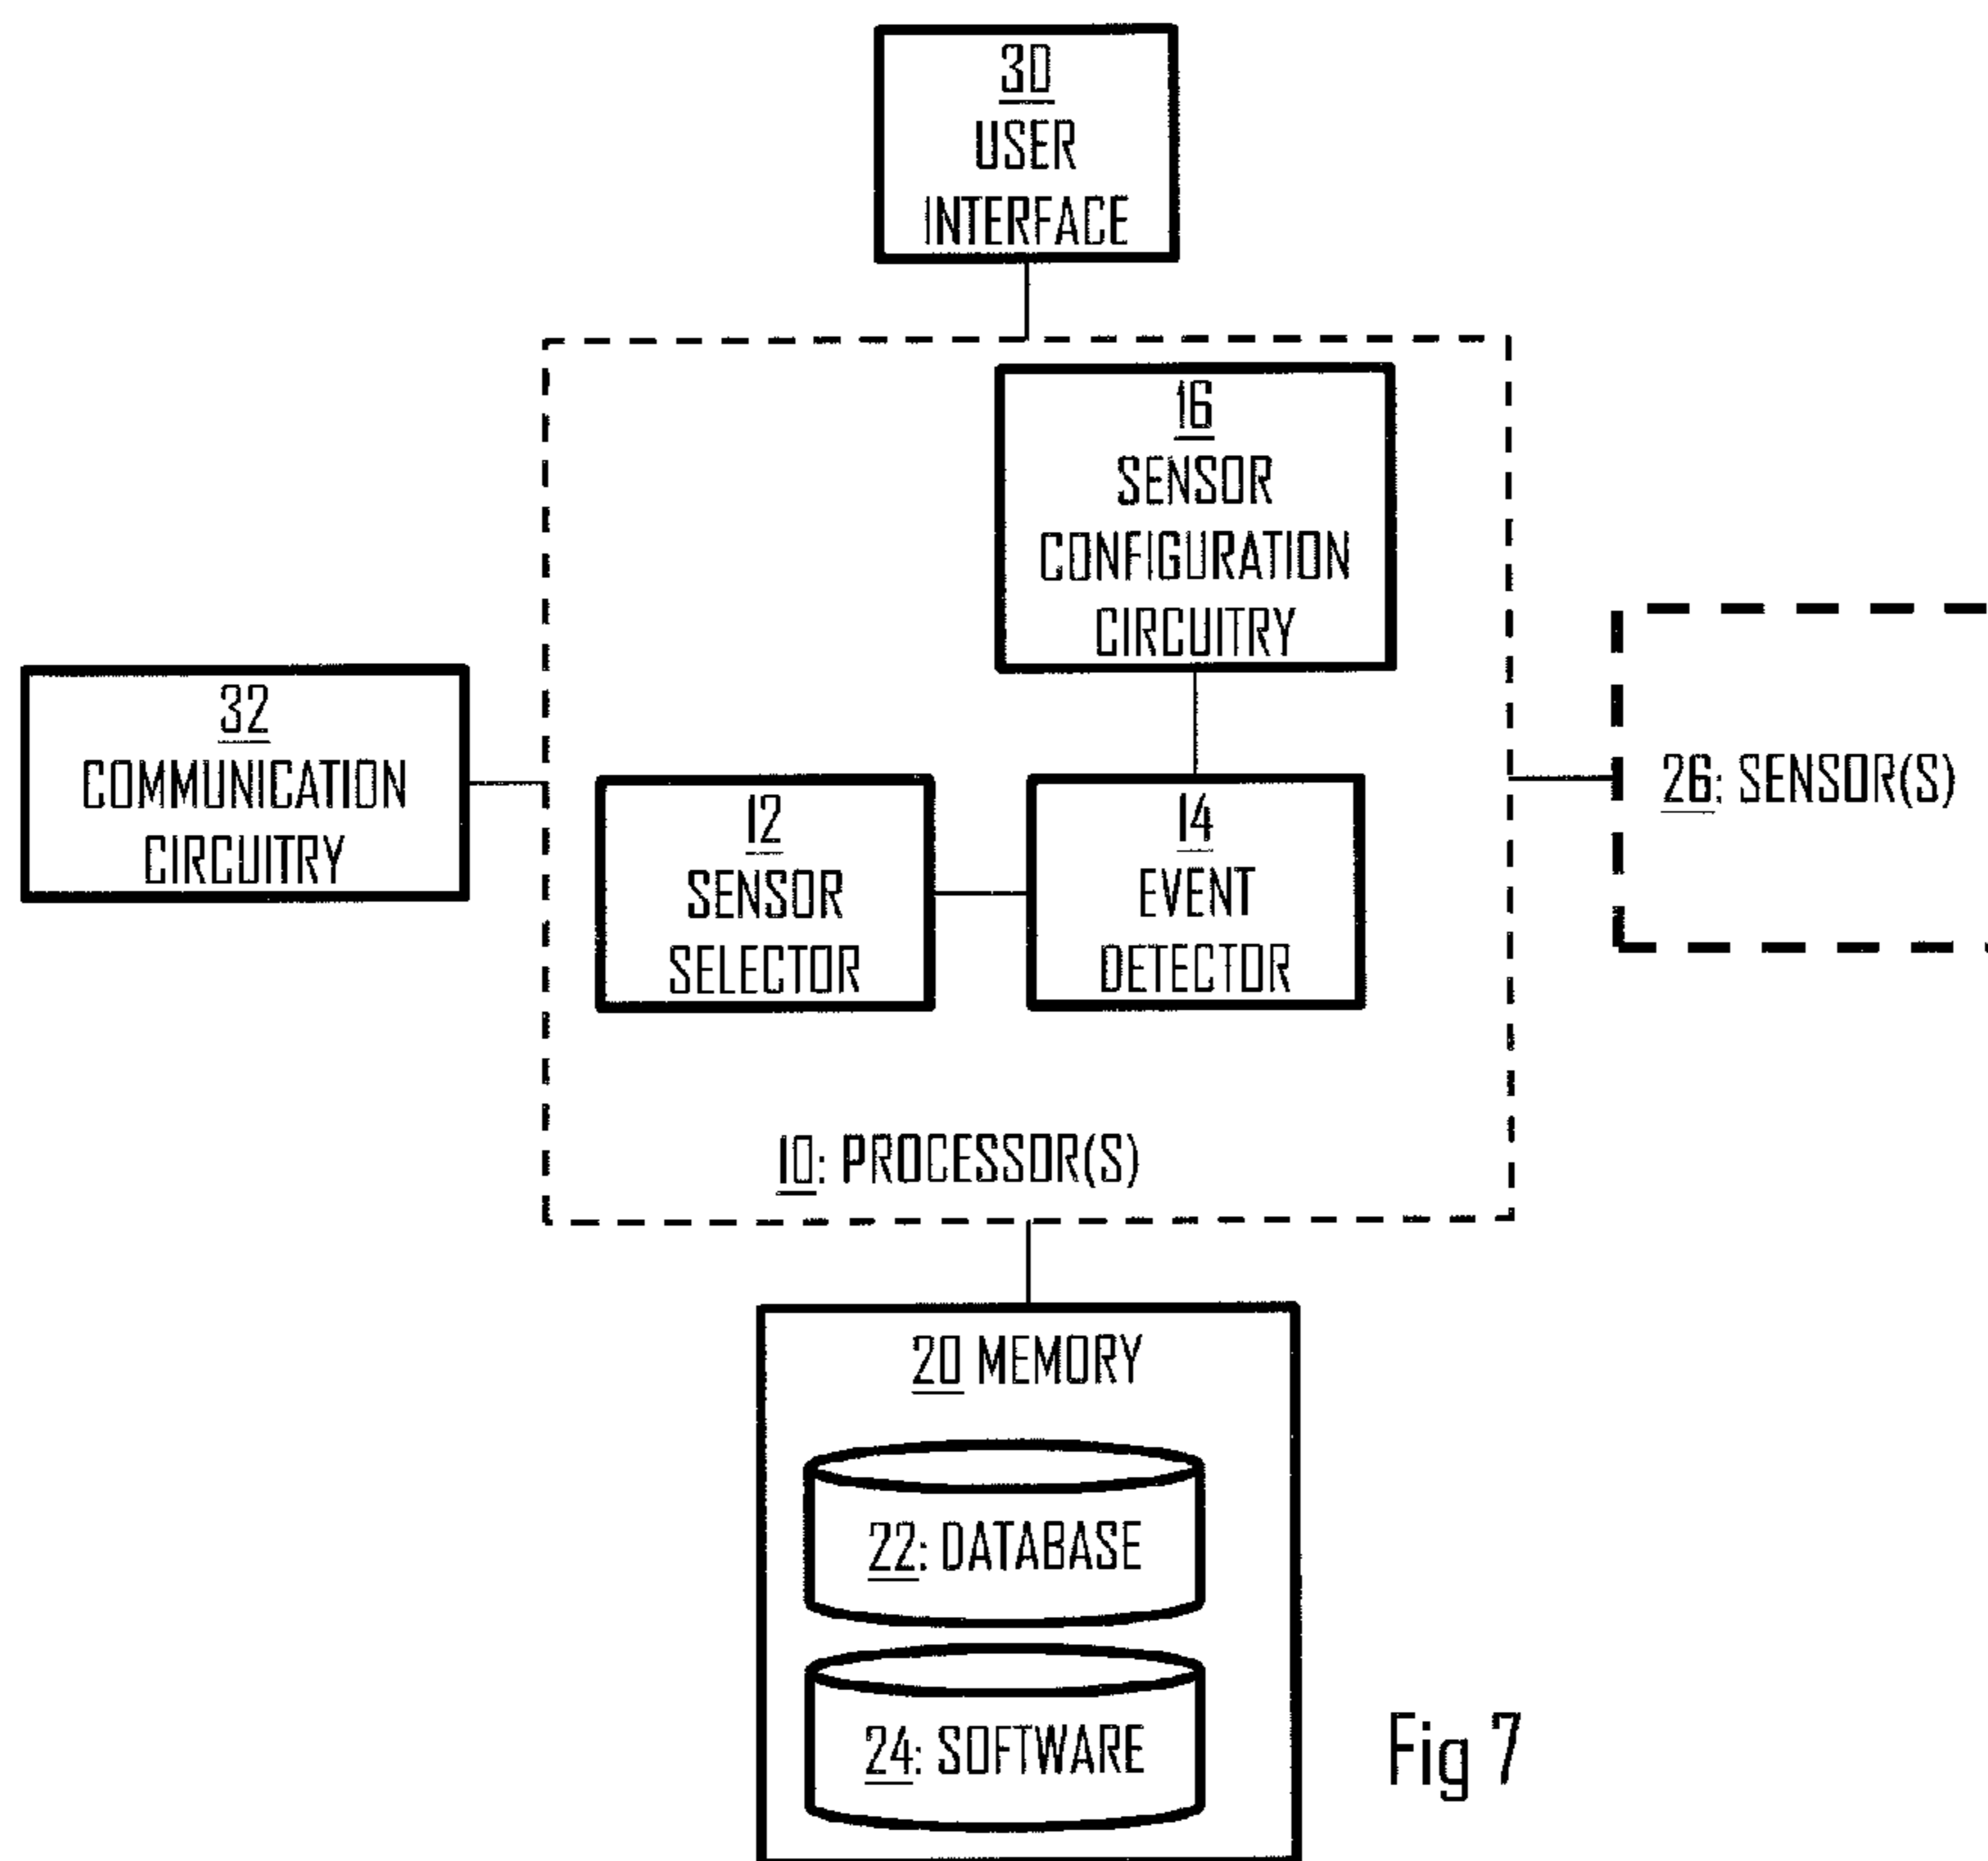 30
USER
INTERFACE
16
SENSOR
CONFIGURATION
CIRCUITRY
32
COMMUNICATION
CIRCUITRY
12
SENSOR
SELECTOR
14
EVENT
DETECTOR
26: SENSOR(S)
10: PROCESSOR(S)
20 MEMORY
22: DATABASE
24: SOFTWARE
Fig 7